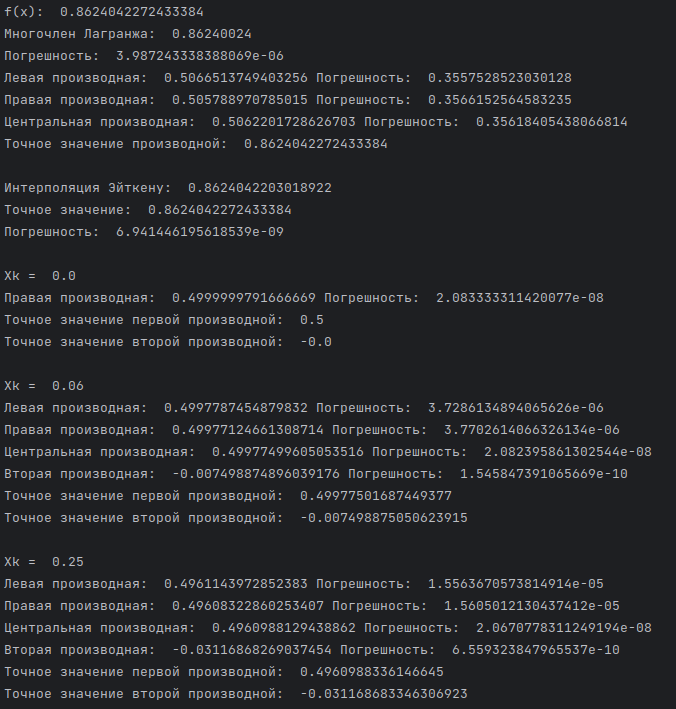 f(x):  0.8624042272433384
Многочлен Лагранжа:  0.86240024
Погрешность:  3.987243338388069e-06
Левая производная:  0.5066513749403256 Погрешность:  0.3557528523030128
Правая производная:  0.505788970785015 Погрешность:  0.3566152564583235
Центральная производная:  0.5062201728626703 Погрешность:  0.35618405438066814
Точное значение производной:  0.8624042272433384

Интерполяция Эйткену:  0.8624042203018922
Точное значение:  0.8624042272433384
Погрешность:  6.941446195618539e-09

Xk =  0.0
Правая производная:  0.4999999791666669 Погрешность:  2.083333311420077e-08
Точное значение первой производной:  0.5
Точное значение второй производной:  -0.0

Xk =  0.06
Левая производная:  0.4997787454879832 Погрешность:  3.7286134894065626e-06
Правая производная:  0.49977124661308714 Погрешность:  3.7702614066326134e-06
Центральная производная:  0.49977499605053516 Погрешность:  2.082395861302544e-08
Вторая производная:  -0.007498874896039176 Погрешность:  1.545847391065669e-10
Точное значение первой производной:  0.49977501687449377
Точное значение второй производной:  -0.007498875050623915

Xk =  0.25
Левая производная:  0.4961143972852383 Погрешность:  1.5563670573814914e-05
Правая производная:  0.49608322860253407 Погрешность:  1.5605012130437412e-05
Центральная производная:  0.4960988129438862 Погрешность:  2.0670778311249194e-08
Вторая производная:  -0.03116868269037454 Погрешность:  6.559323847965537e-10
Точное значение первой производной:  0.4960988336146645
Точное значение второй производной:  -0.031168683346306923